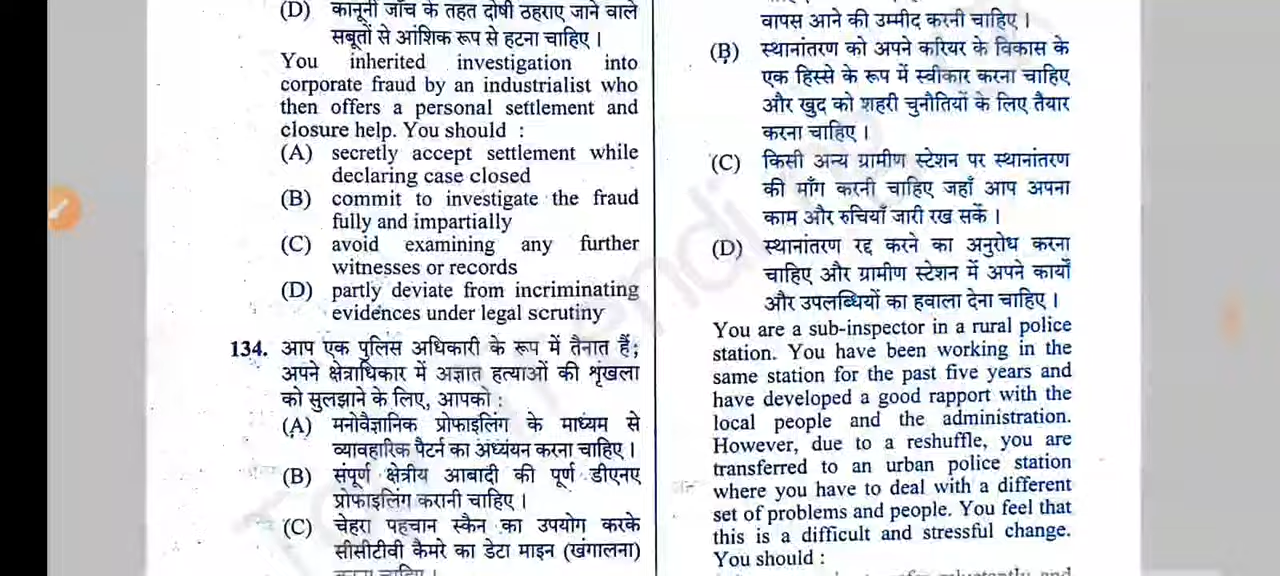 (D) कानूनी जाँच के तहत दोषी ठहराए जाने वाले
सबूतों से आंशिक रूप से हटना चाहिए ।
You inherited investigation into
corporate fraud by an industrialist who
then offers a personal settlement and
closure help. You should :
(A) secretly accept settlement while
declaring case closed
(B) commit to investigate the fraud
fully and impartially
(C) avoid examining any further
witnesses or records
(D) partly deviate from incriminating
evidences under legal scrutiny
134. आप एक पुलिस अधिकारी के रूप में तैनात हैं;
अपने क्षेत्राधिकार में अज्ञात हत्याओं की शृंखला
को सुलझाने के लिए, आपको :
(A) मनोवैज्ञानिक प्रोफाइलिंग के माध्यम से
व्यावहारिक पैटर्न का अध्ययन करना चाहिए ।
(B) संपूर्ण क्षेत्रीय आबादी की पूर्ण डीएनए
प्रोफाइलिंग करानी चाहिए ।
(C) चेहरा पहचान स्कैन का उपयोग करके
सीसीटीवी कैमरे का डेटा माइन (खंगालना)
करना चाहिए ।
वापस आने की उम्मीद करनी चाहिए ।
(B) स्थानांतरण को अपने करियर के विकास के
एक हिस्से के रूप में स्वीकार करना चाहिए
और खुद को शहरी चुनौतियों के लिए तैयार
करना चाहिए ।
(C) किसी अन्य ग्रामीण स्टेशन पर स्थानांतरण
की माँग करनी चाहिए जहाँ आप अपना
काम और रुचियाँ जारी रख सकें ।
(D) स्थानांतरण रद्द करने का अनुरोध करना
चाहिए और ग्रामीण स्टेशन में अपने कार्यों
और उपलब्धियों का हवाला देना चाहिए ।
You are a sub-inspector in a rural police
station. You have been working in the
same station for the past five years and
have developed a good rapport with the
local people and the administration.
However, due to a reshuffle, you are
transferred to an urban police station
where you have to deal with a different
set of problems and people. You feel that
this is a difficult and stressful change.
You should :